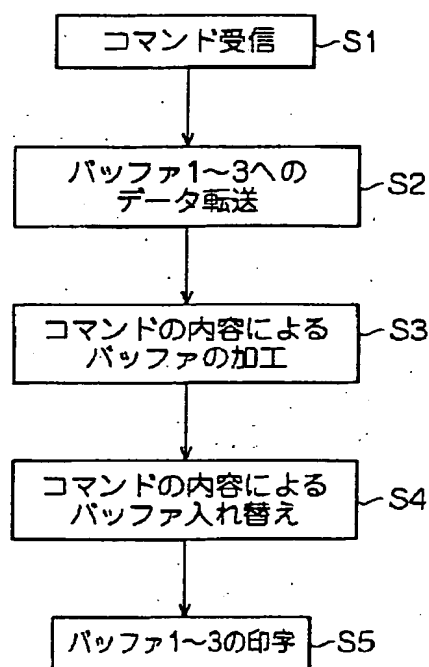 コマンド受信
S1
バッファ1~3への
データ転送
S2
コマンドの内容による
バッファの加工
S3
コマンドの内容による
バッファ入れ替え
S4
バッファ1~3の印字
S5